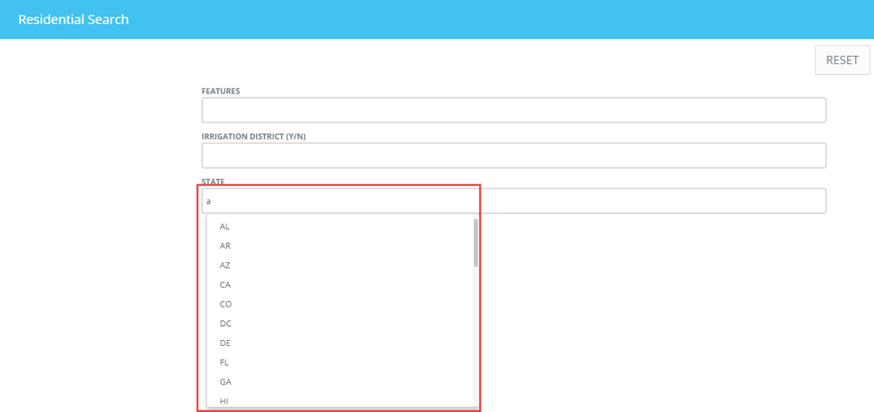 Residential Search
RESET
FEATURES
IRRIGATION DISTRICT (Y/N)
STATE
a
AL
AR
AZ
CA
CO
DC
DE
FL
GA
HI